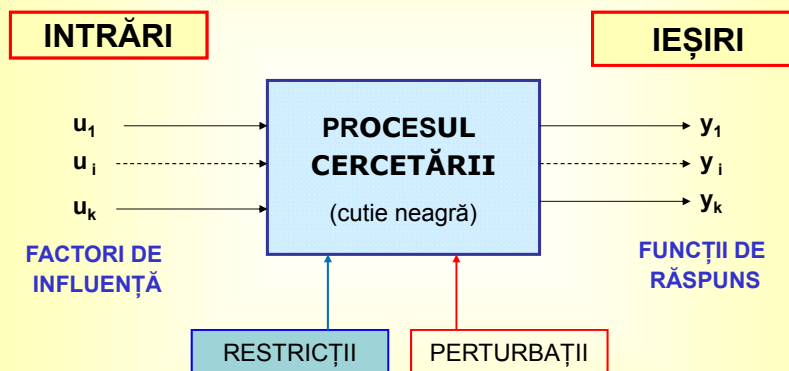 INTRĂRI
IEȘIRI
u1
ui
uk
PROCESUL
CERCETĂRII
(cutie neagră)
y1
yi
yk
FACTORI DE
INFLUENȚĂ
FUNCȚII DE
RĂSPUNS
RESTRICȚII
PERTURBAȚII